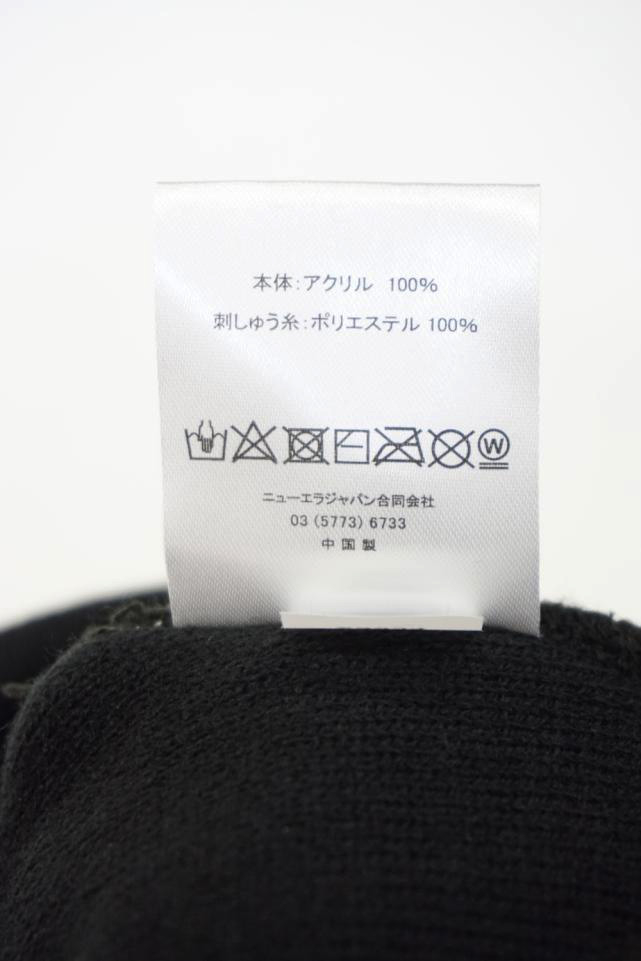 本体:アクリル 100%
刺しゅう糸:ポリエステル 100%
W
ニューエラジャパン合同会社
03 (5773) 6733
中国製